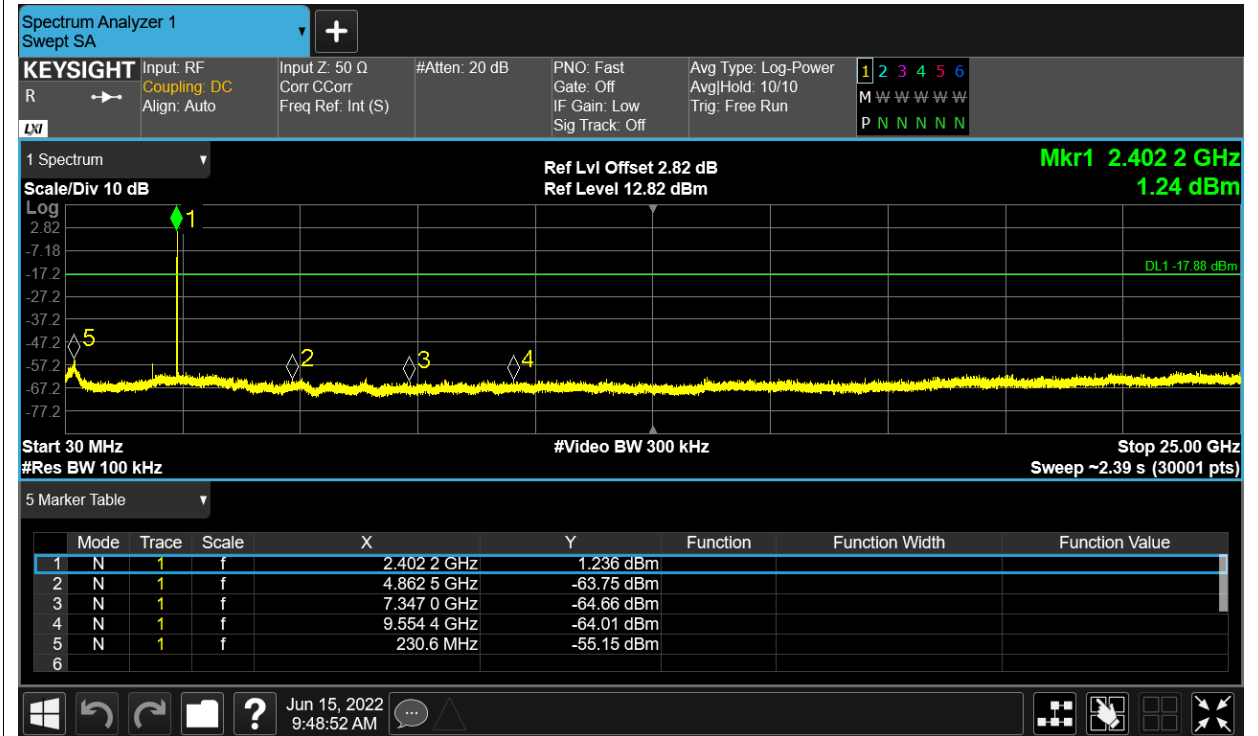 Spectrum Analyzer 1
Swept SA
+
KEYSIGHT Input: RF Input Z: 50 Ω #Atten: 20 dB PNO: Fast Avg Type: Log-Power 1 2 3 4 5 6
R Coupling: DC Corr CCorr Gate: Off Avg|Hold: 10/10 M W W W W W
Align: Auto Freq Ref: Int (S) IF Gain: Low Trig: Free Run
LXI Sig Track: Off P N N N N N N
1 Spectrum Ref Lvl Offset 2.82 dB Mkr1 2.402 2 GHz
Scale/Div 10 dB Ref Level 12.82 dBm 1.24 dBm
Log
1
2.82
-7.18
DL1 -17.88 dBm
-17.2
-27.2
-37.2
5
-47.2
2 3 4
-57.2
-67.2
-77.2
Start 30 MHz #Video BW 300 kHz Stop 25.00 GHz
#Res BW 100 kHz Sweep ~2.39 s (30001 pts)
5 Marker Table
Mode Trace Scale X Y Function Function Width Function Value
1 N 1 f 2.402 2 GHz 1.236 dBm
2 N 1 f 4.862 5 GHz -63.75 dBm
3 N 1 f 7.347 0 GHz -64.66 dBm
4 N 1 f 9.554 4 GHz -64.01 dBm
5 N 1 f 230.6 MHz -55.15 dBm
6
? Jun 15, 2022
9:48:52 AM